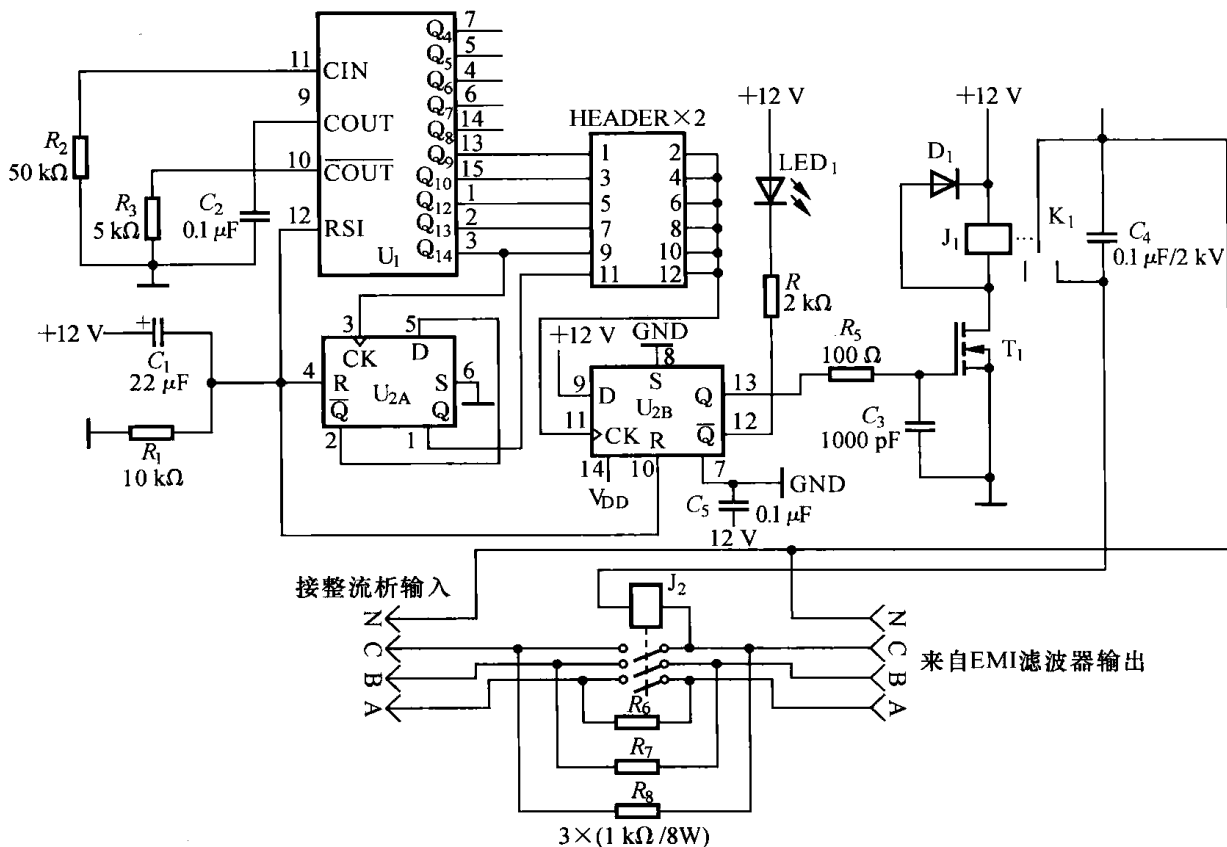 7
Q4
5
Q5
4
Q6
6
Q7
14
Q8
13
Q9
15
Q10
1
Q12
2
Q13
3
Q14
11
CIN
9
COUT
10
C̅O̅U̅T̅
12
RSI
U1
R2
50 kΩ
R3
5 kΩ
C2
0.1 μF
HEADER×2
1 2
3 4
5 6
7 8
9 10
11 12
+12 V
LED1
R
2 kΩ
+12 V
D1
J1
K1
C4
0.1 μF/2 kV
+12 V
+
C1
22 μF
R1
10 kΩ
3 5
CK D
4 R S 6
U2A
Q̅ Q
2 1
+12 V
GND
8
S
9 D Q 13
U2B
11 CK R Q̅ 12
14 10 7
VDD
GND
C5
0.1 μF
12 V
R5
100 Ω
C3
1000 pF
T1
接整流析输入
J2
N
C
B
A
N
C
B
A
来自EMI滤波器输出
R6
R7
R8
3×(1 kΩ/8W)